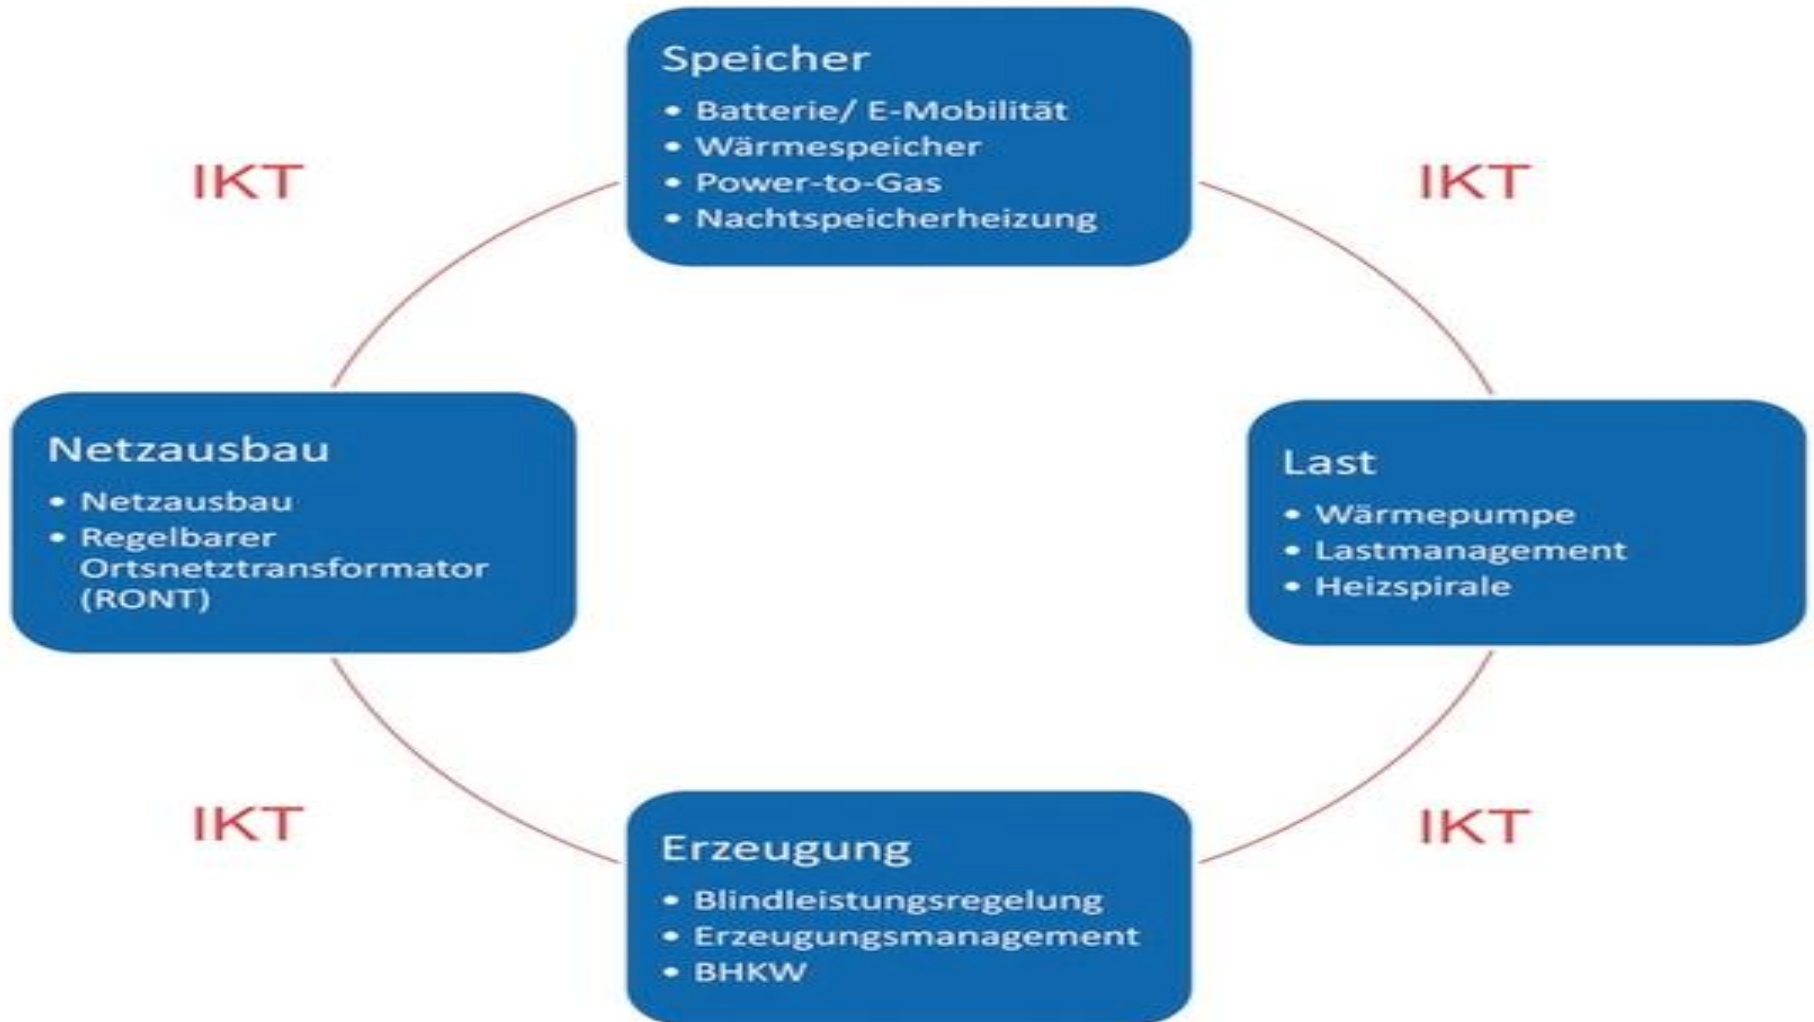 Speicher
• Batterie/ E-Mobilität
• Wärmespeicher
• Power-to-Gas
• Nachtspeicherheizung
IKT
IKT
Netzausbau
• Netzausbau
• Regelbarer
Ortsnetztransformator
(RONT)
Last
• Wärmepumpe
• Lastmanagement
• Heizspirale
IKT
IKT
Erzeugung
• Blindleistungsregelung
• Erzeugungsmanagement
• BHKW